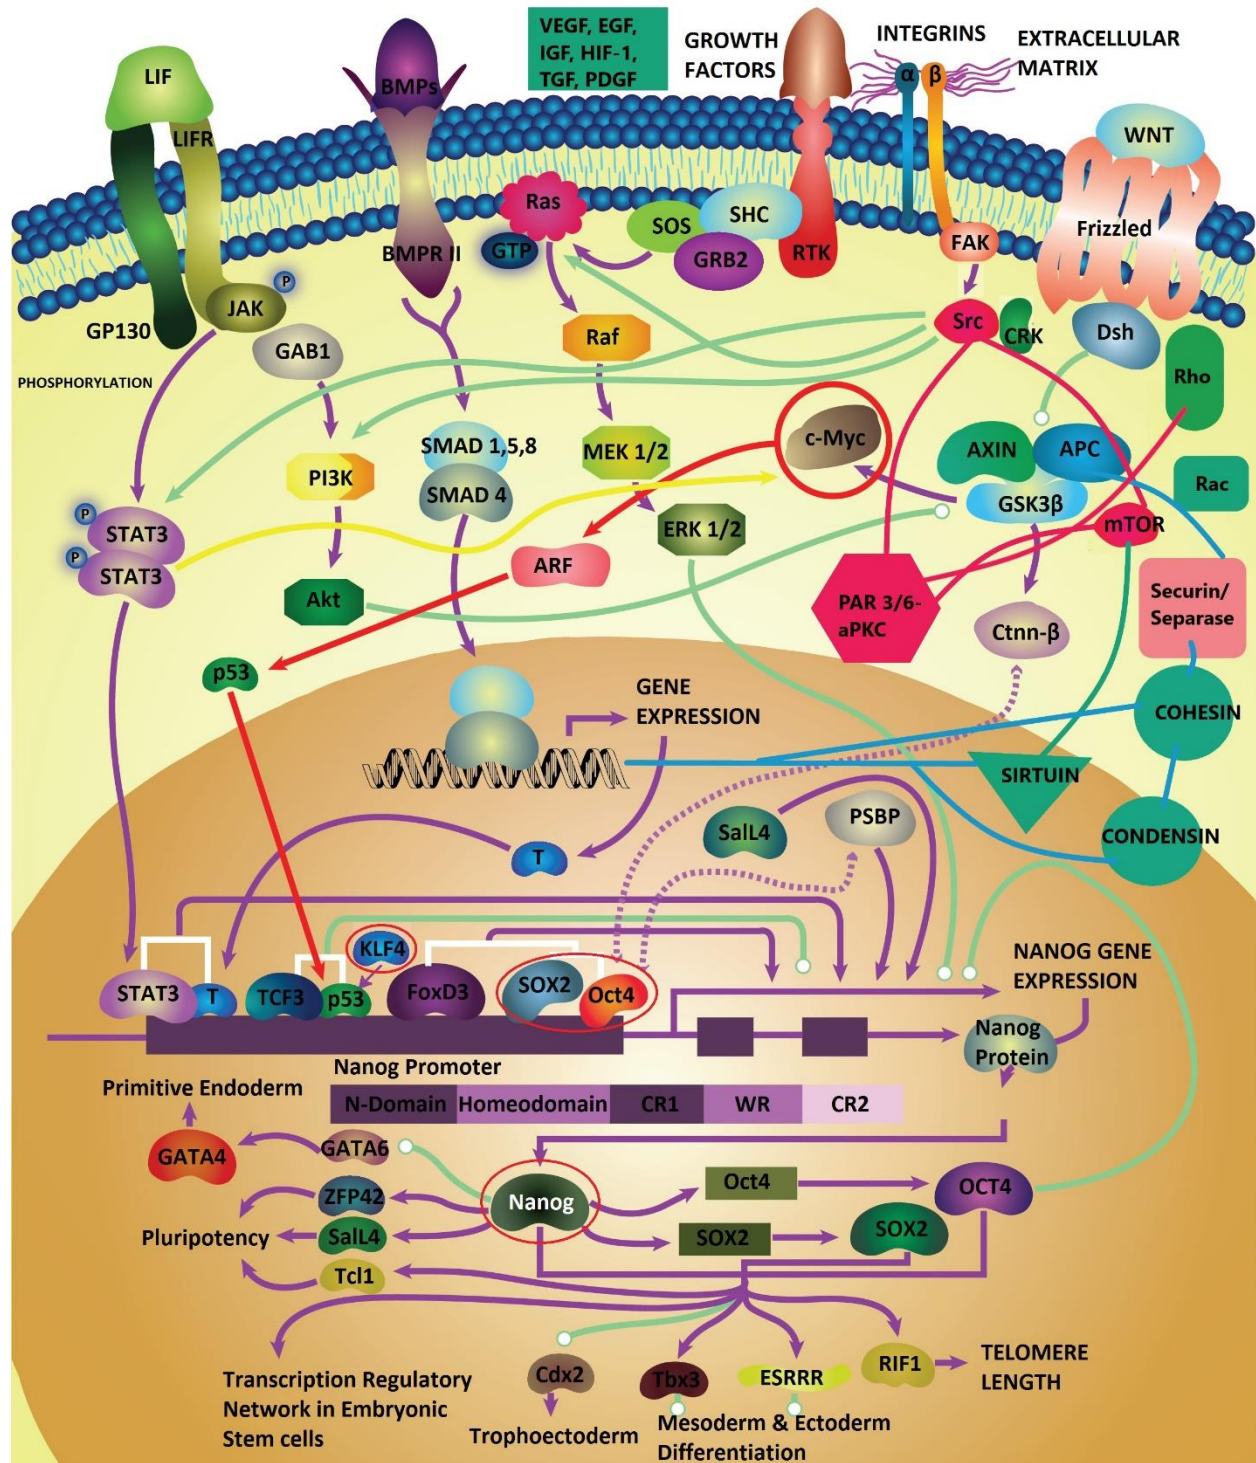 VEGF, EGF,
IGF, HIF-1,
TGF, PDGF
GROWTH
FACTORS
INTEGRINS
EXTRACELLULAR
MATRIX
LIF
BMPs
α
β
WNT
LIFR
Ras
SOS
SHC
GTP
GRB2
RTK
FAK
Frizzled
BMPR II
JAK
P
GP130
GAB1
Raf
Src
CRK
Dsh
Rho
PHOSPHORYLATION
SMAD 1,5,8
MEK 1/2
c-Myc
AXIN
APC
PI3K
SMAD 4
GSK3β
Rac
P
STAT3
ERK 1/2
mTOR
P
STAT3
ARF
Akt
PAR 3/6-
aPKC
Ctnn-β
Securin/
Separase
p53
GENE
EXPRESSION
COHESIN
SIRTUIN
SalL4
PSBP
CONDENSIN
T
KLF4
NANOG GENE
EXPRESSION
STAT3
T
TCF3
p53
FoxD3
SOX2
Oct4
Nanog
Protein
Nanog Promoter
Primitive Endoderm
N-Domain
Homeodomain
CR1
WR
CR2
GATA4
GATA6
ZFP42
Nanog
Oct4
OCT4
Pluripotency
SalL4
SOX2
SOX2
Tcl1
Transcription Regulatory
Network in Embryonic
Stem cells
Cdx2
Tbx3
ESRRR
RIF1
TELOMERE
LENGTH
Trophoectoderm
Mesoderm & Ectoderm
Differentiation